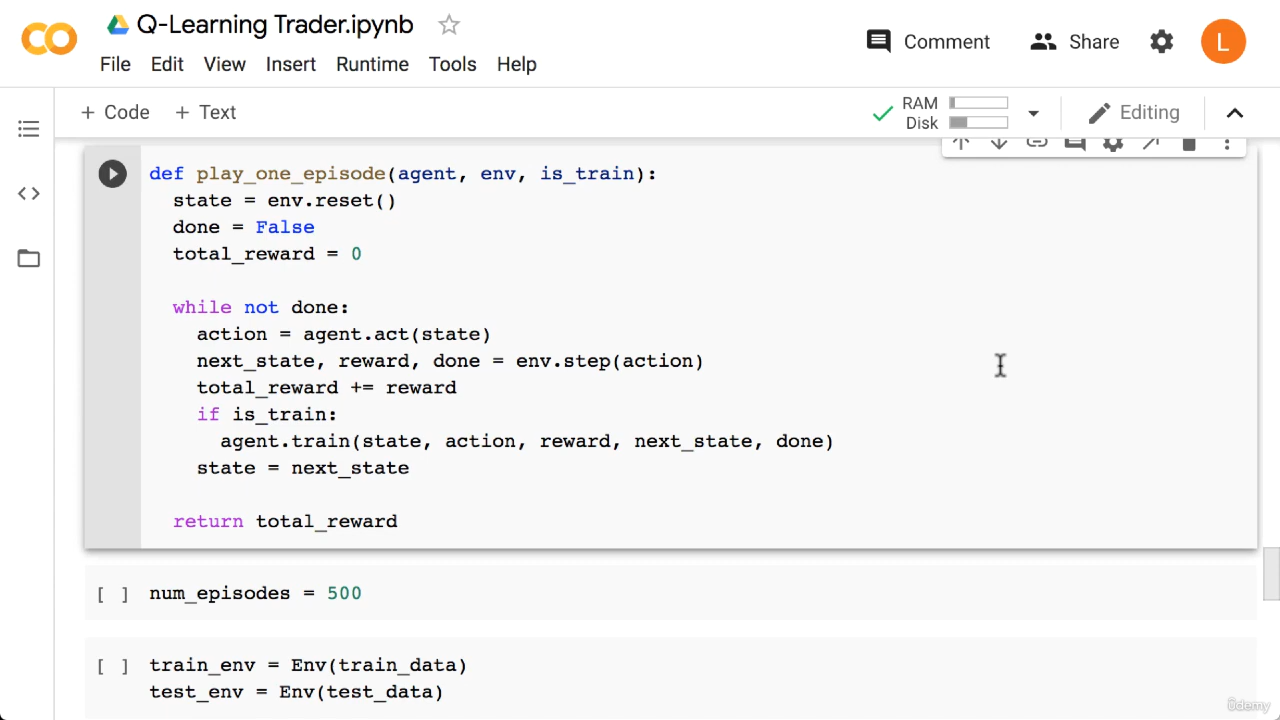 Q-Learning Trader.ipynb
File Edit View Insert Runtime Tools Help
Comment
Share
L
+ Code + Text
RAM
Disk
Editing
def play_one_episode(agent, env, is_train):
  state = env.reset()
  done = False
  total_reward = 0
  while not done:
    action = agent.act(state)
    next_state, reward, done = env.step(action)
    total_reward += reward
    if is_train:
      agent.train(state, action, reward, next_state, done)
    state = next_state
  return total_reward
[ ] num_episodes = 500
[ ] train_env = Env(train_data)
test_env = Env(test_data)
ûdemy